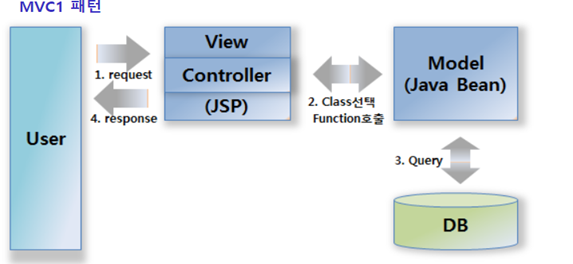 MVC1 패턴
User
1. request
4. response
View
Controller
(JSP)
2. Class선택
Function호출
Model
(Java Bean)
3. Query
DB